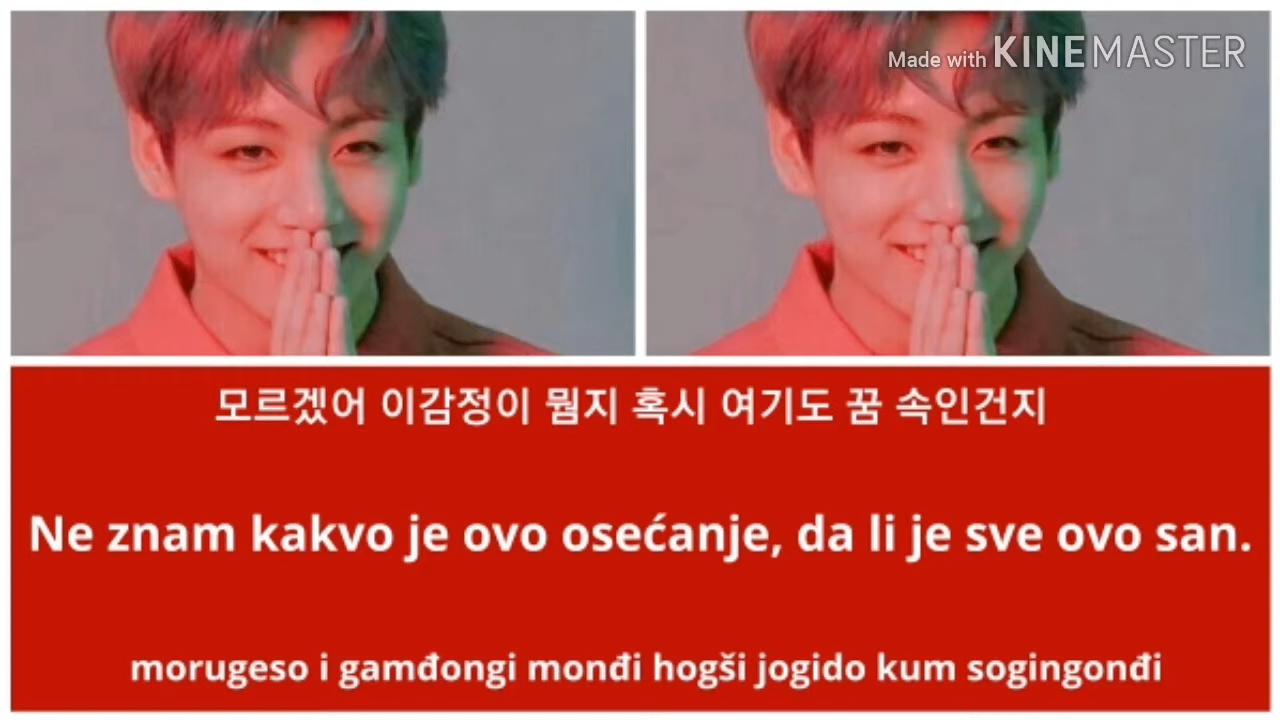 Made with KINEMASTER
모르겠어 이감정이 뭠지 혹시 여기도 꿈 속인건지
Ne znam kakvo je ovo osećanje, da li je sve ovo san.
morugeso i gamđongi monđi hogši jogido kum sogingonđi